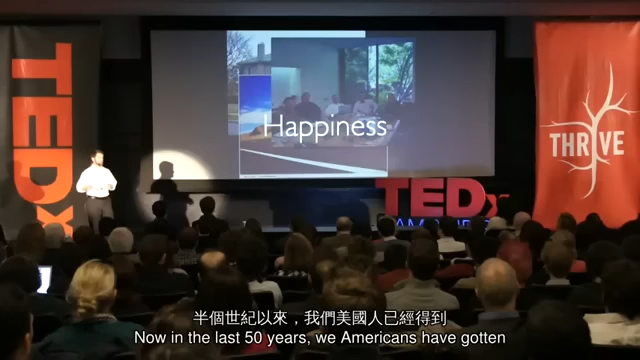 TEDx
Happiness
THRIVE
TEDx
半個世紀以來，我們美國人已經得到
Now in the last 50 years, we Americans have gotten